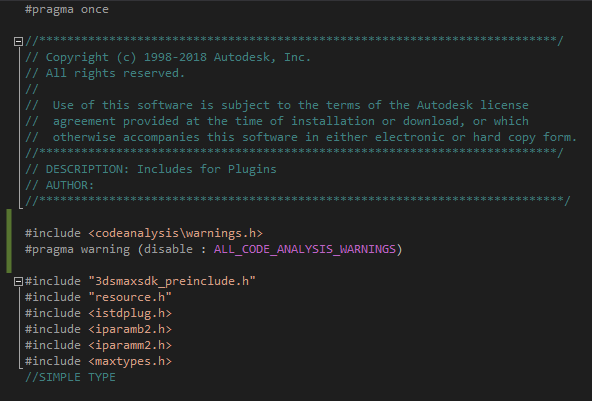 #pragma once
//**************************************************************************/
// Copyright (c) 1998-2018 Autodesk, Inc.
// All rights reserved.
//
//  Use of this software is subject to the terms of the Autodesk license
//  agreement provided at the time of installation or download, or which
//  otherwise accompanies this software in either electronic or hard copy form.
//**************************************************************************/
// DESCRIPTION: Includes for Plugins
// AUTHOR:
//***************************************************************************/
#include <codeanalysis\warnings.h>
#pragma warning (disable : ALL_CODE_ANALYSIS_WARNINGS)
#include "3dsmaxsdk_preinclude.h"
#include "resource.h"
#include <istdplug.h>
#include <iparamb2.h>
#include <iparamm2.h>
#include <maxtypes.h>
//SIMPLE TYPE